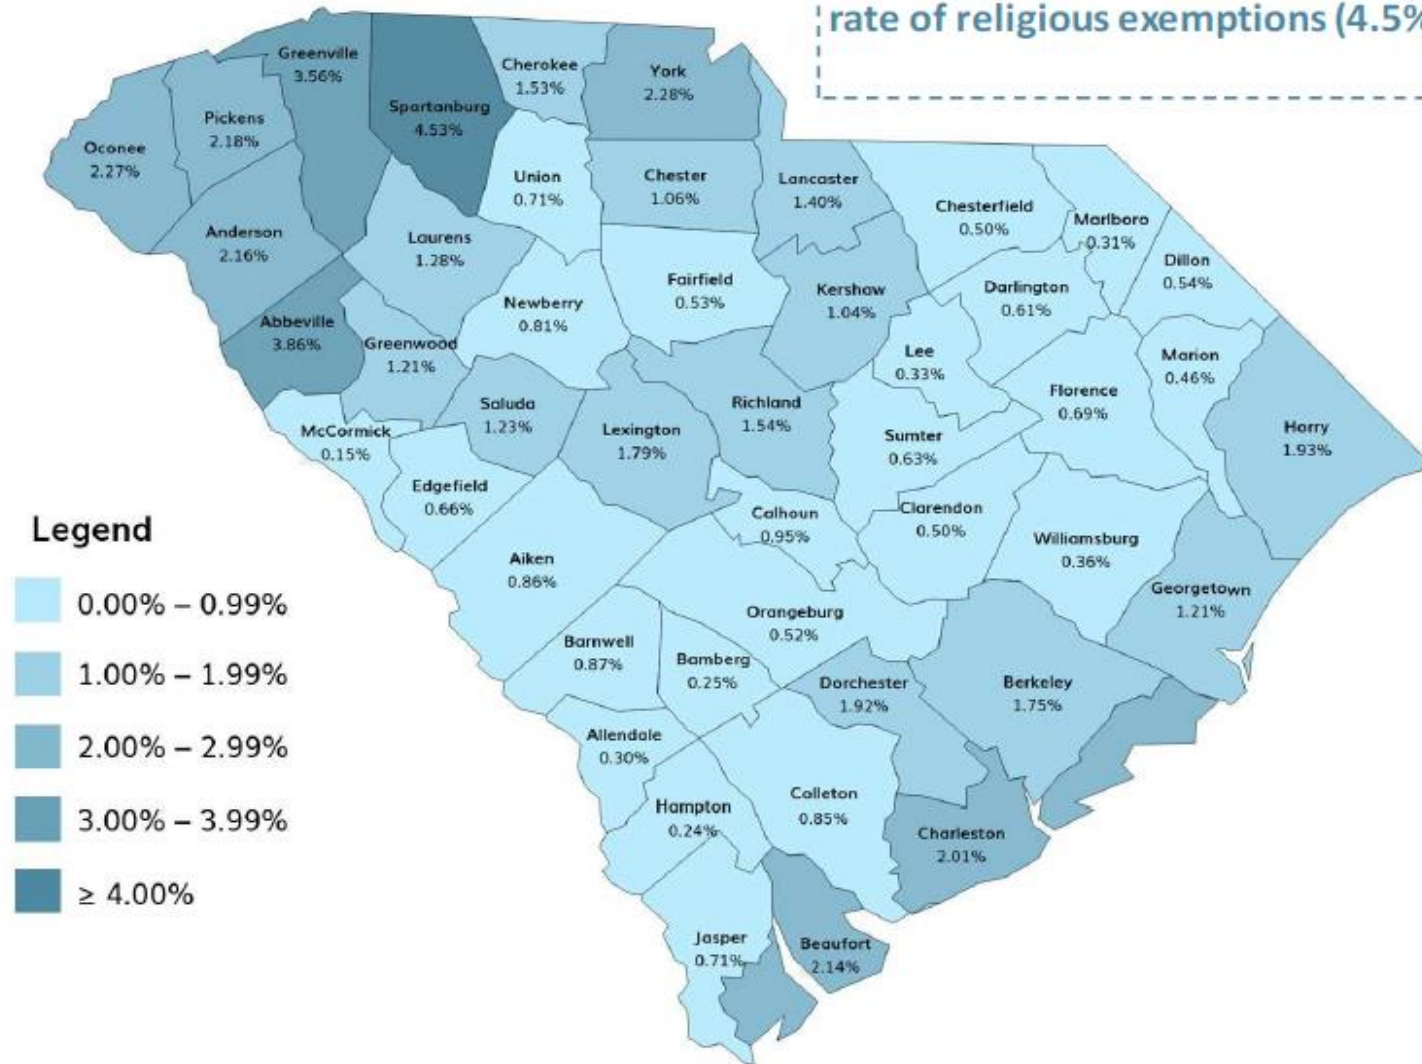 rate of religious exemptions (4.5%
Greenville
3.56%
Cherokee
1.53%
York
2.28%
Spartanburg
4.53%
Pickens
2.18%
Oconee
2.27%
Union
0.71%
Chester
1.06%
Lancaster
1.40%
Chesterfield
0.50%
Marlboro
0.31%
Anderson
2.16%
Laurens
1.28%
Dillon
0.54%
Fairfield
0.53%
Kershaw
1.04%
Darlington
0.61%
Newberry
0.81%
Abbeville
3.86%
Greenwood
1.21%
Lee
0.33%
Marion
0.46%
Florence
0.69%
Saluda
1.23%
Richland
1.54%
Horry
1.93%
McCormick
0.15%
Lexington
1.79%
Sumter
0.63%
Edgefield
0.66%
Calhoun
0.95%
Clarendon
0.50%
Williamsburg
0.36%
Aiken
0.86%
Georgetown
1.21%
Orangeburg
0.52%
Barnwell
0.87%
Bamberg
0.25%
Dorchester
1.92%
Berkeley
1.75%
Allendale
0.30%
Hampton
0.24%
Colleton
0.85%
Charleston
2.01%
Jasper
0.71%
Beaufort
2.14%
Legend
0.00% – 0.99%
1.00% – 1.99%
2.00% – 2.99%
3.00% – 3.99%
≥ 4.00%